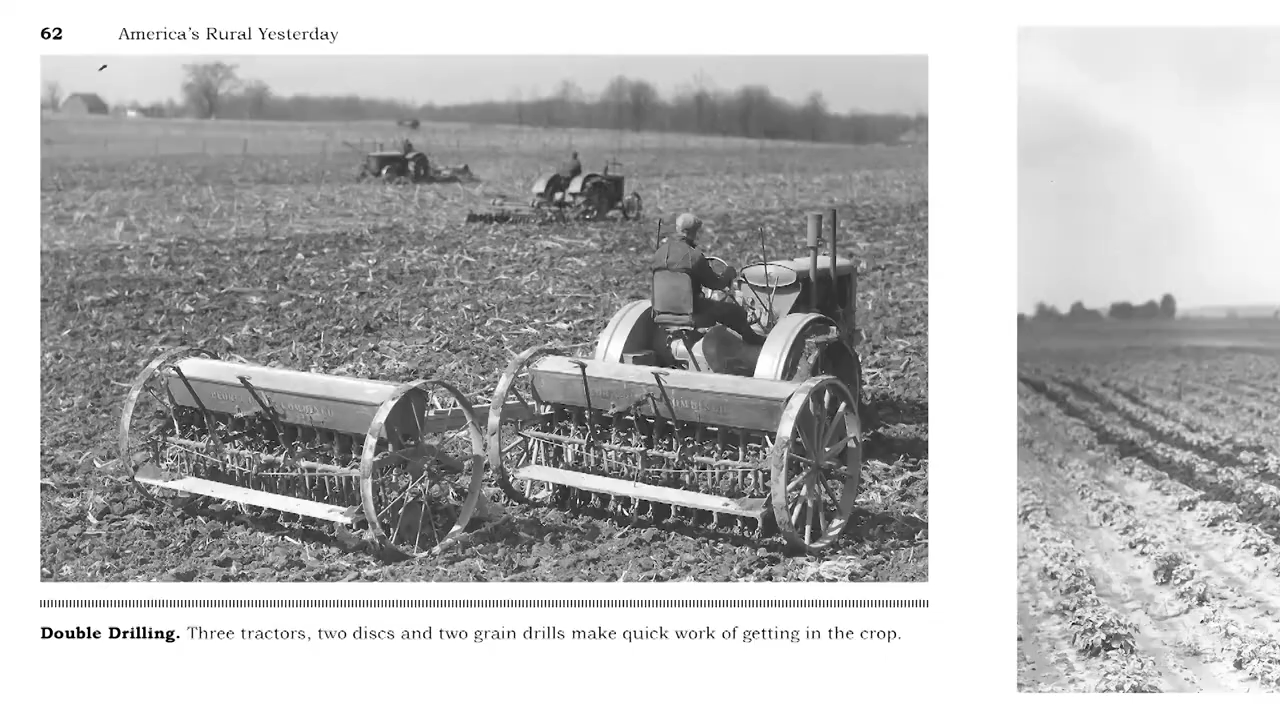 62 America's Rural Yesterday
Double Drilling. Three tractors, two discs and two grain drills make quick work of getting in the crop.